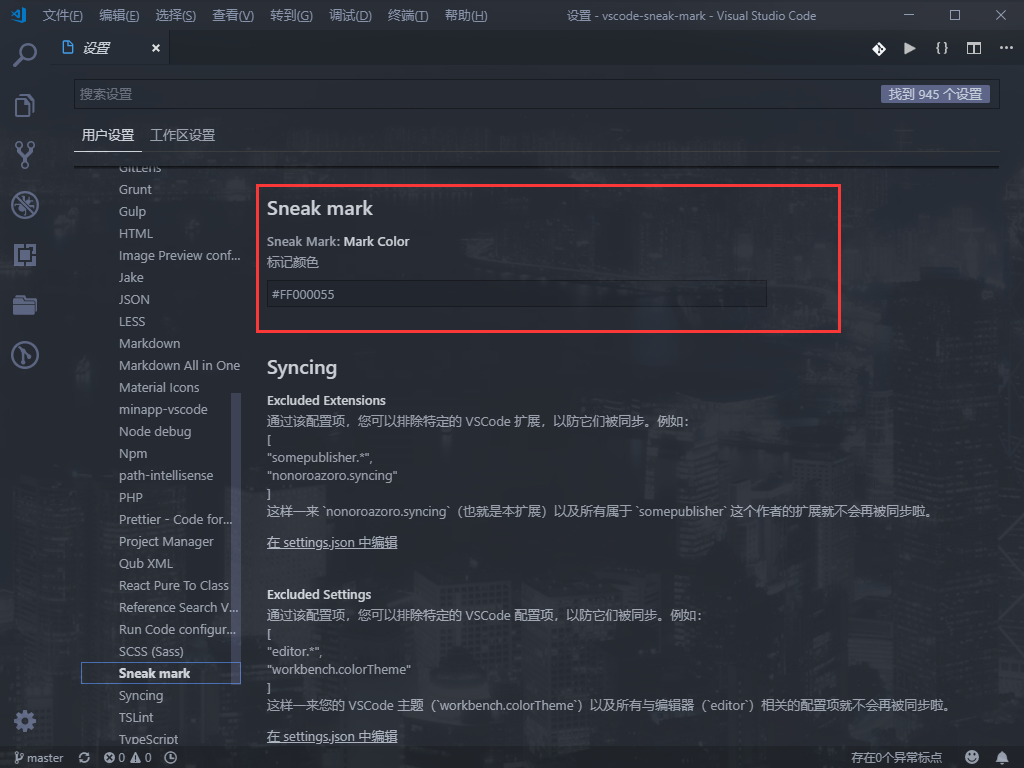 文件(F) 编辑(E) 选择(S) 查看(V) 转到(G) 调试(D) 终端(T) 帮助(H) 设置 - vscode-sneak-mark - Visual Studio Code
设置
搜索设置 找到 945 个设置
用户设置 工作区设置
GitLens
Grunt
Gulp
HTML
Image Preview conf...
Jake
JSON
LESS
Markdown
Markdown All in One
Material Icons
minapp-vscode
Node debug
Npm
path-intellisense
PHP
Prettier - Code for...
Project Manager
Qub XML
React Pure To Class
Reference Search V...
Run Code configur...
SCSS (Sass)
Sneak mark
Syncing
TSLint
TypeScript
Sneak mark
Sneak Mark: Mark Color
标记颜色
#FF000055
Syncing
Excluded Extensions
通过该配置项，您可以排除特定的 VSCode 扩展，以防它们被同步。例如：
[
"somepublisher.*",
"nonoroazoro.syncing"
]
这样一来 `nonoroazoro.syncing`（也就是本扩展）以及所有属于 `somepublisher` 这个作者的扩展就不会再被同步啦。
在 settings.json 中编辑
Excluded Settings
通过该配置项，您可以排除特定的 VSCode 配置项，以防它们被同步。例如：
[
"editor.*",
"workbench.colorTheme"
]
这样一来您的 VSCode 主题（`workbench.colorTheme`）以及所有与编辑器（`editor`）相关的配置项就不会再被同步啦。
在 settings.json 中编辑
master 0 0 存在0个异常标点